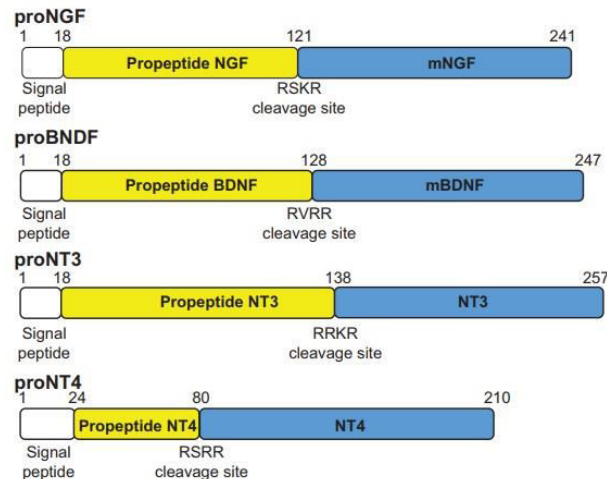 proNGF
1 18 121 241
Propeptide NGF mNGF
Signal peptide RSKR cleavage site
proBNDF
1 18 128 247
Propeptide BDNF mBDNF
Signal peptide RVRR cleavage site
proNT3
1 18 138 257
Propeptide NT3 NT3
Signal peptide RRKR cleavage site
proNT4
1 24 80 210
Propeptide NT4 NT4
Signal peptide RSRR cleavage site